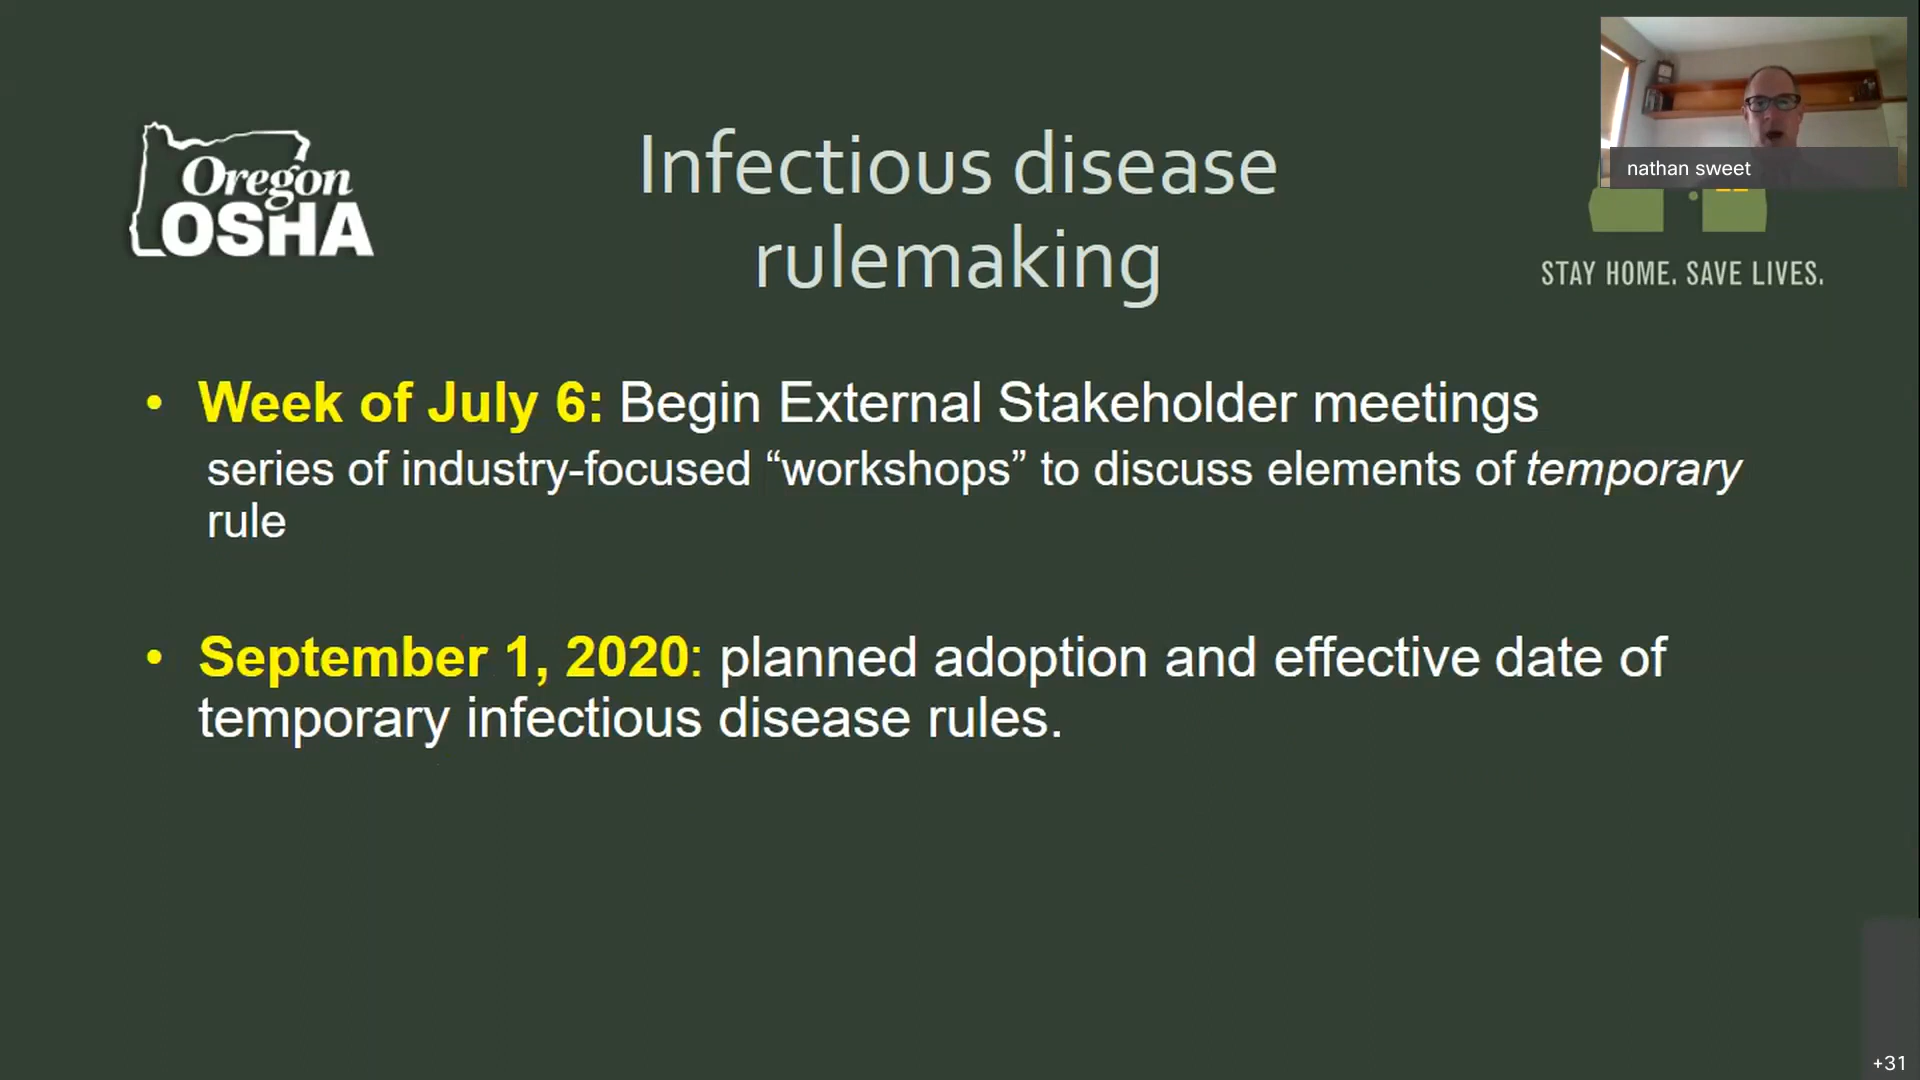 Oregon
OSHA
Infectious disease
rulemaking
nathan sweet
STAY HOME. SAVE LIVES.
• Week of July 6: Begin External Stakeholder meetings
series of industry-focused “workshops” to discuss elements of temporary
rule
• September 1, 2020: planned adoption and effective date of
temporary infectious disease rules.
+31